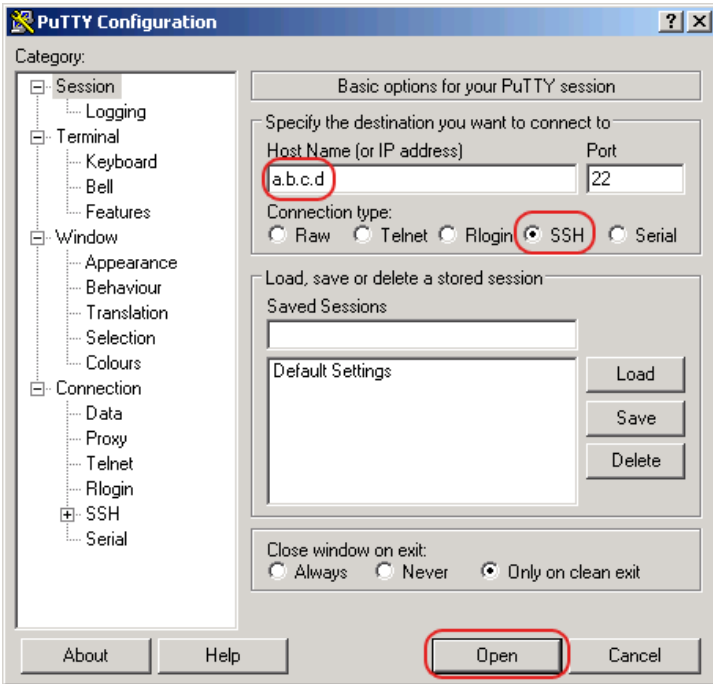 PuTTY Configuration
Category:
Session
Logging
Terminal
Keyboard
Bell
Features
Window
Appearance
Behaviour
Translation
Selection
Colours
Connection
Data
Proxy
Telnet
Rlogin
SSH
Serial
Basic options for your PuTTY session
Specify the destination you want to connect to
Host Name (or IP address) Port
a.b.c.d 22
Connection type:
Raw Telnet Rlogin SSH Serial
Load, save or delete a stored session
Saved Sessions
Default Settings
Load
Save
Delete
Close window on exit:
Always Never Only on clean exit
About Help Open Cancel